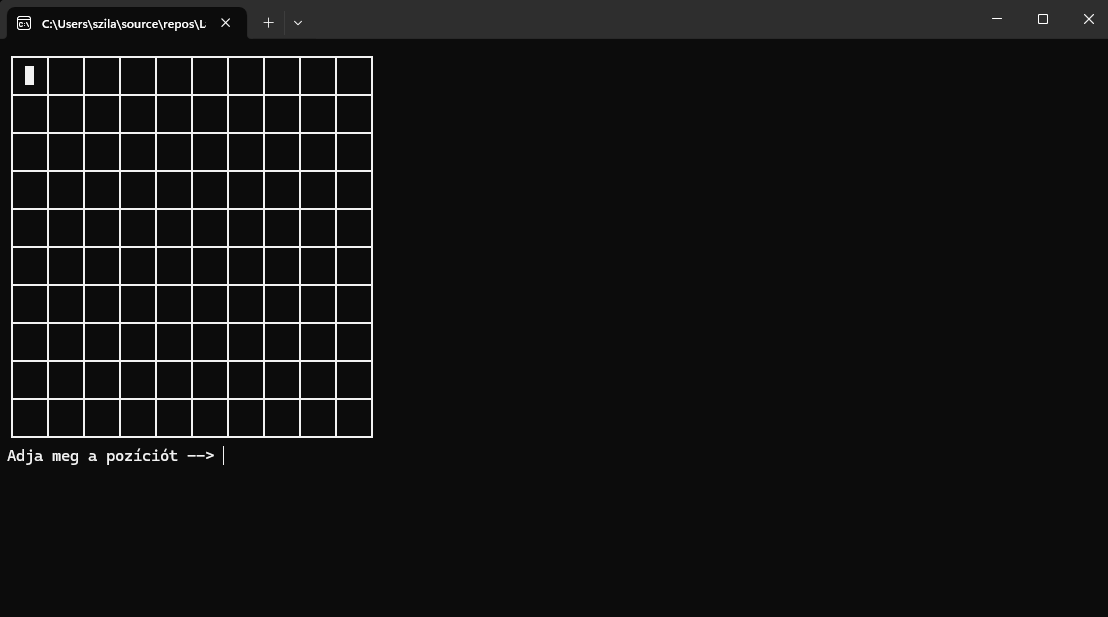 C:\Users\szila\source\repos\L
Adja meg a pozíciót -->